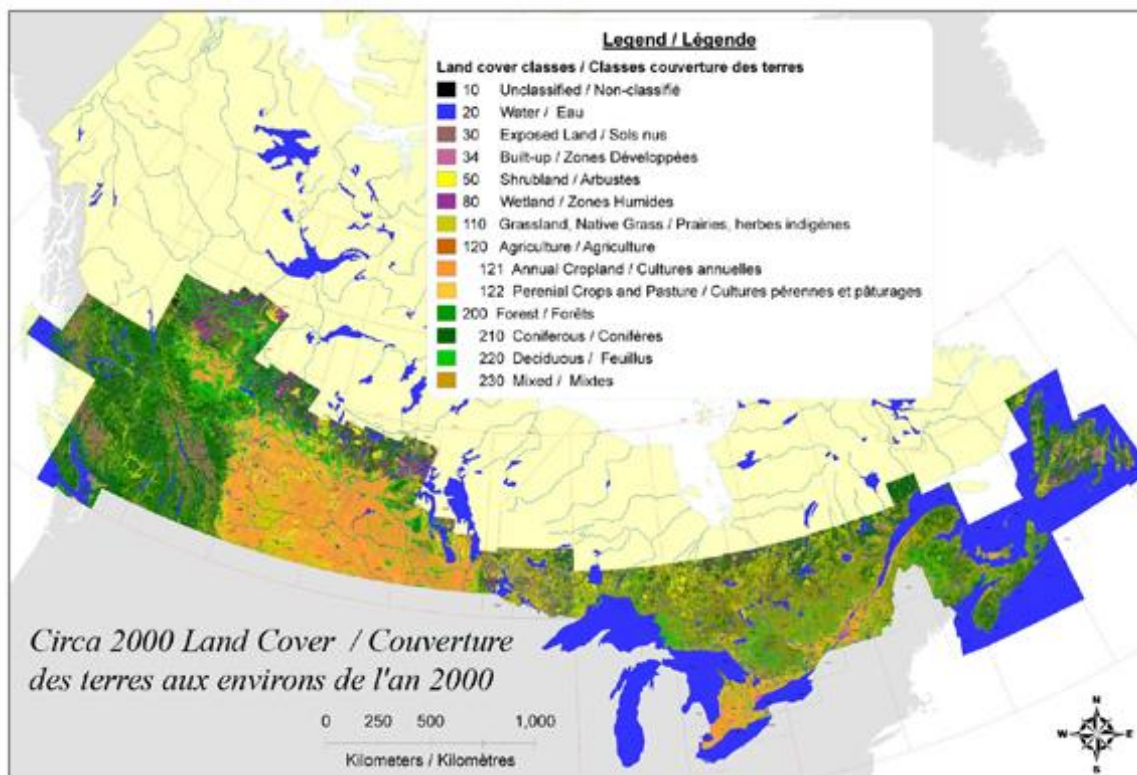 Legend / Légende
Land cover classes / Classes couverture des terres
10 Unclassified / Non-classifié
20 Water / Eau
30 Exposed Land / Sols nus
34 Built-up / Zones Développées
50 Shrubland / Arbustes
80 Wetland / Zones Humides
110 Grassland, Native Grass / Prairies, herbes indigènes
120 Agriculture / Agriculture
121 Annual Cropland / Cultures annuelles
122 Perenial Crops and Pasture / Cultures pérennes et pâturages
200 Forest / Forêts
210 Coniferous / Conifères
220 Deciduous / Feuillus
230 Mixed / Mixtes
Circa 2000 Land Cover / Couverture
des terres aux environs de l'an 2000
0 250 500 1,000
Kilometers / Kilomètres
N
W E
S